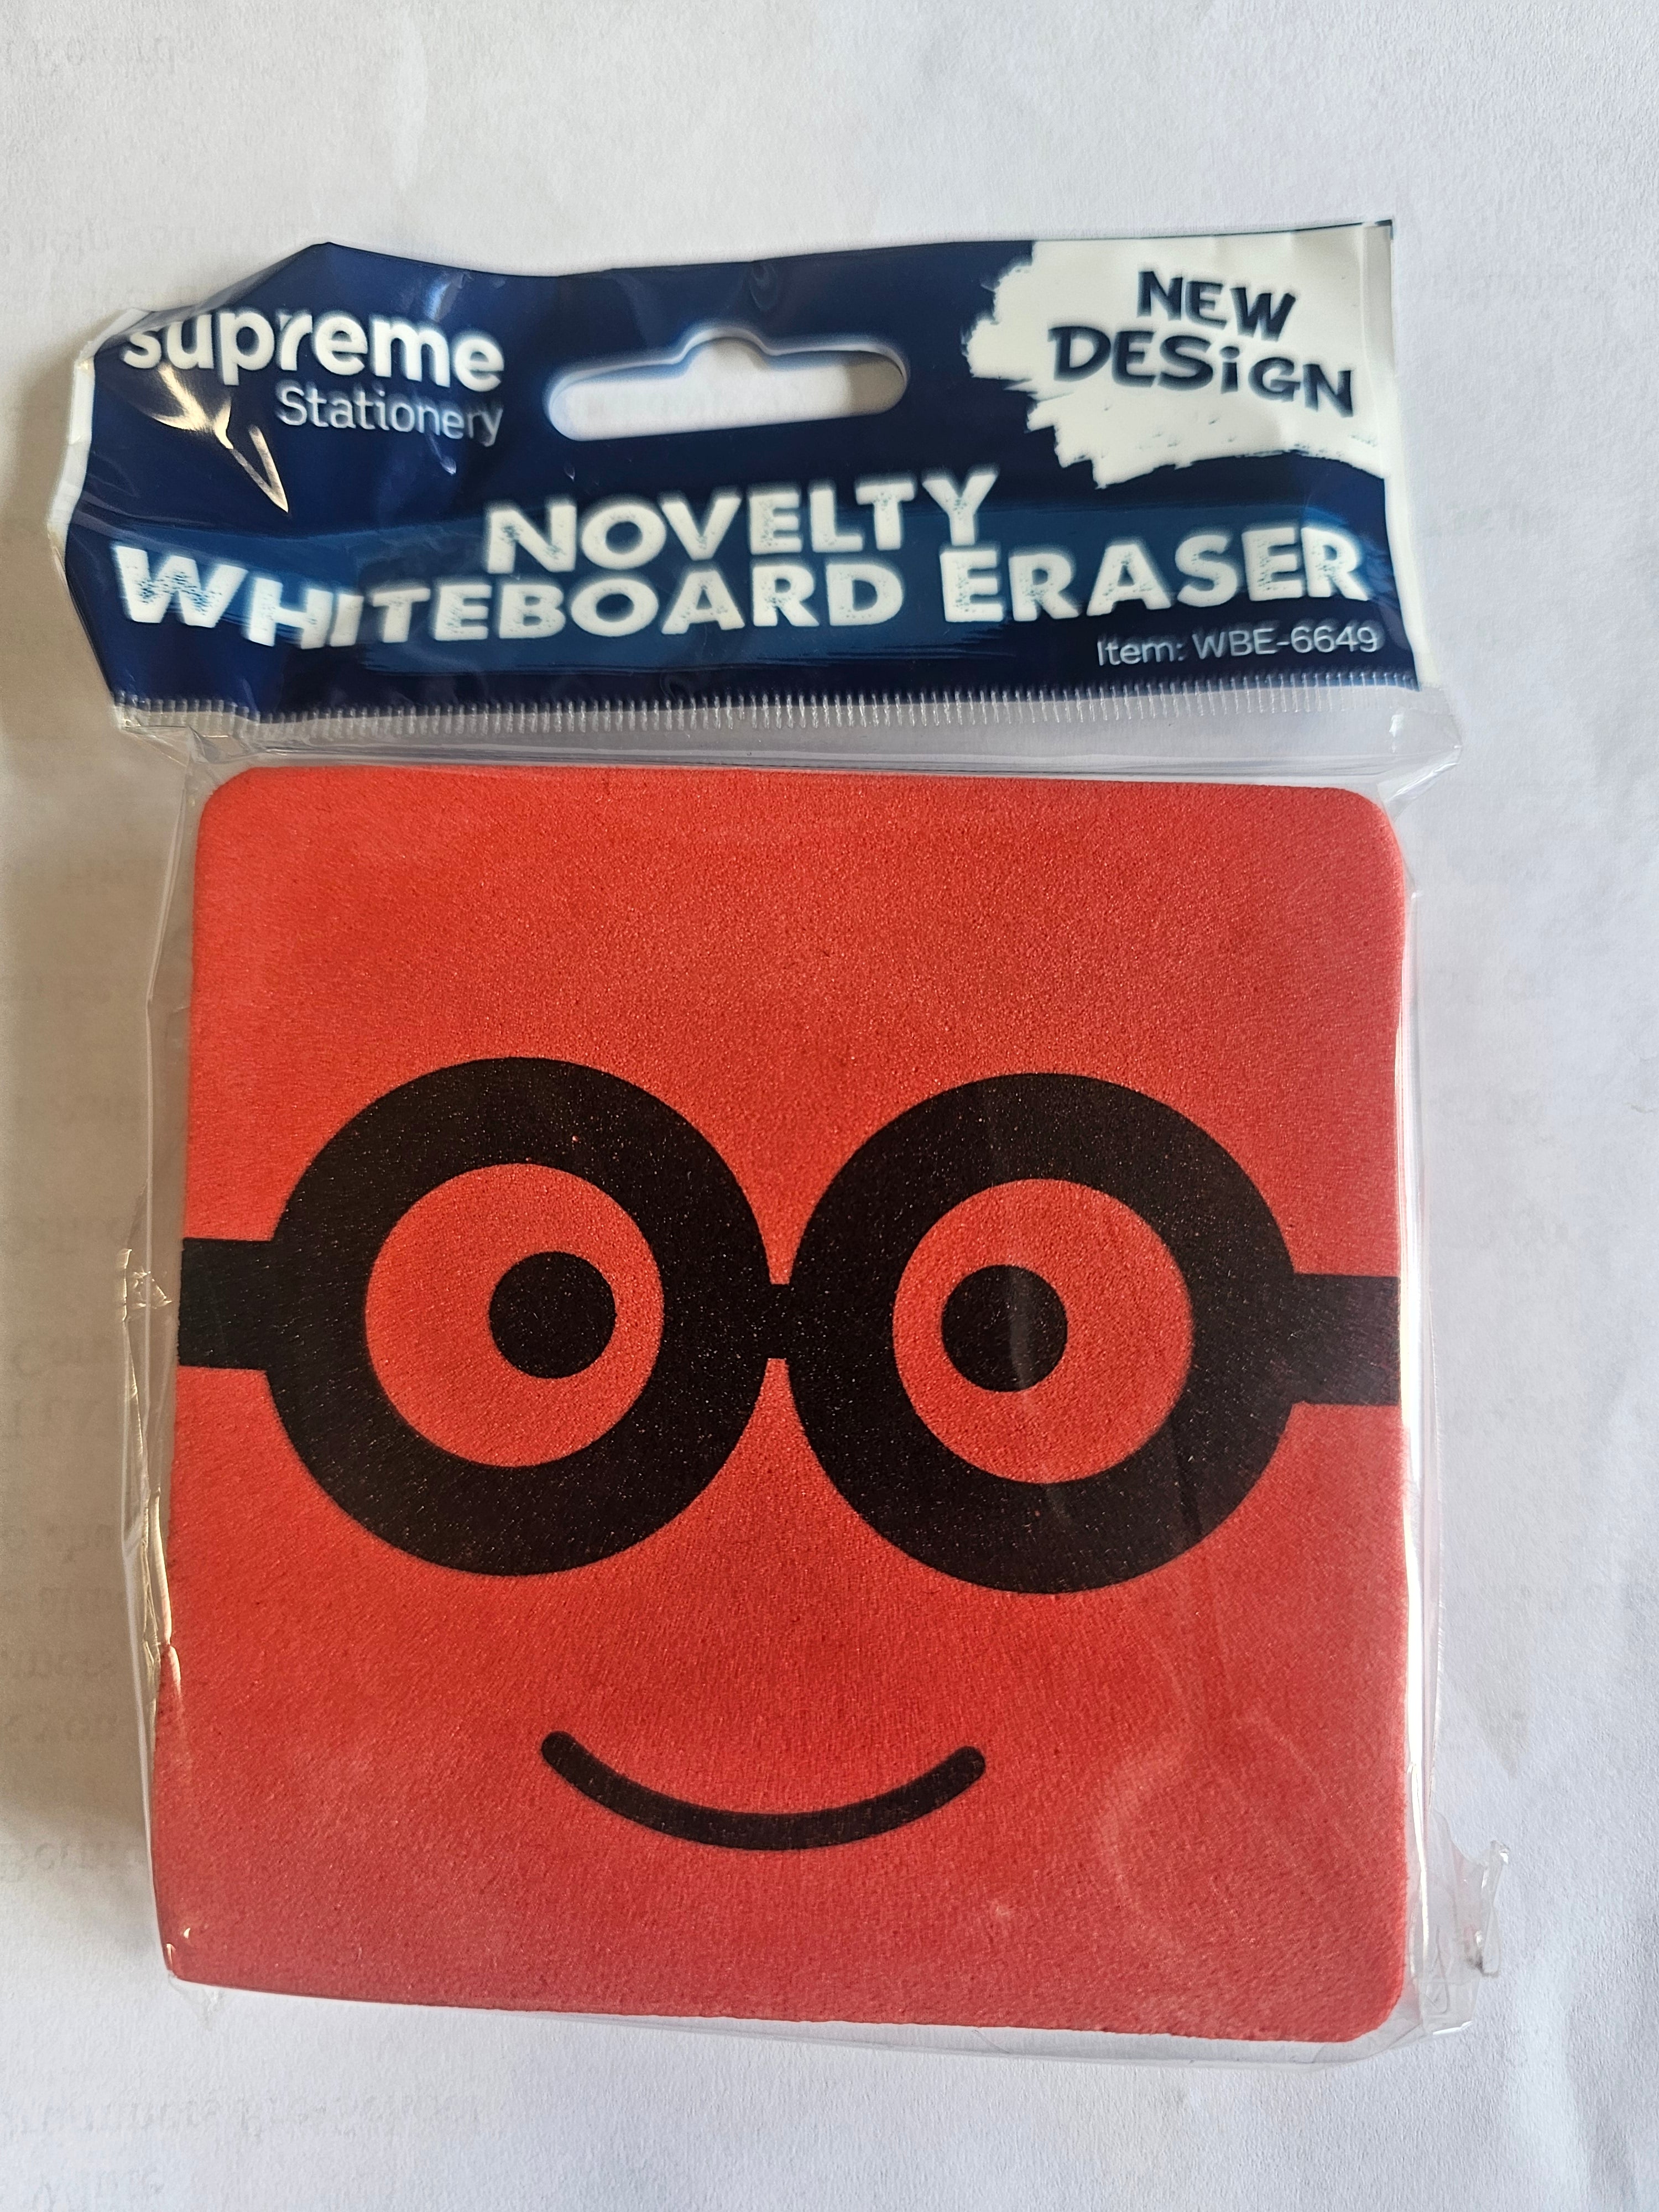 supreme
Stationery
NEW
DESiGN
NOVELTY
WHITEBOARD ERASER
Item: WBE-6649